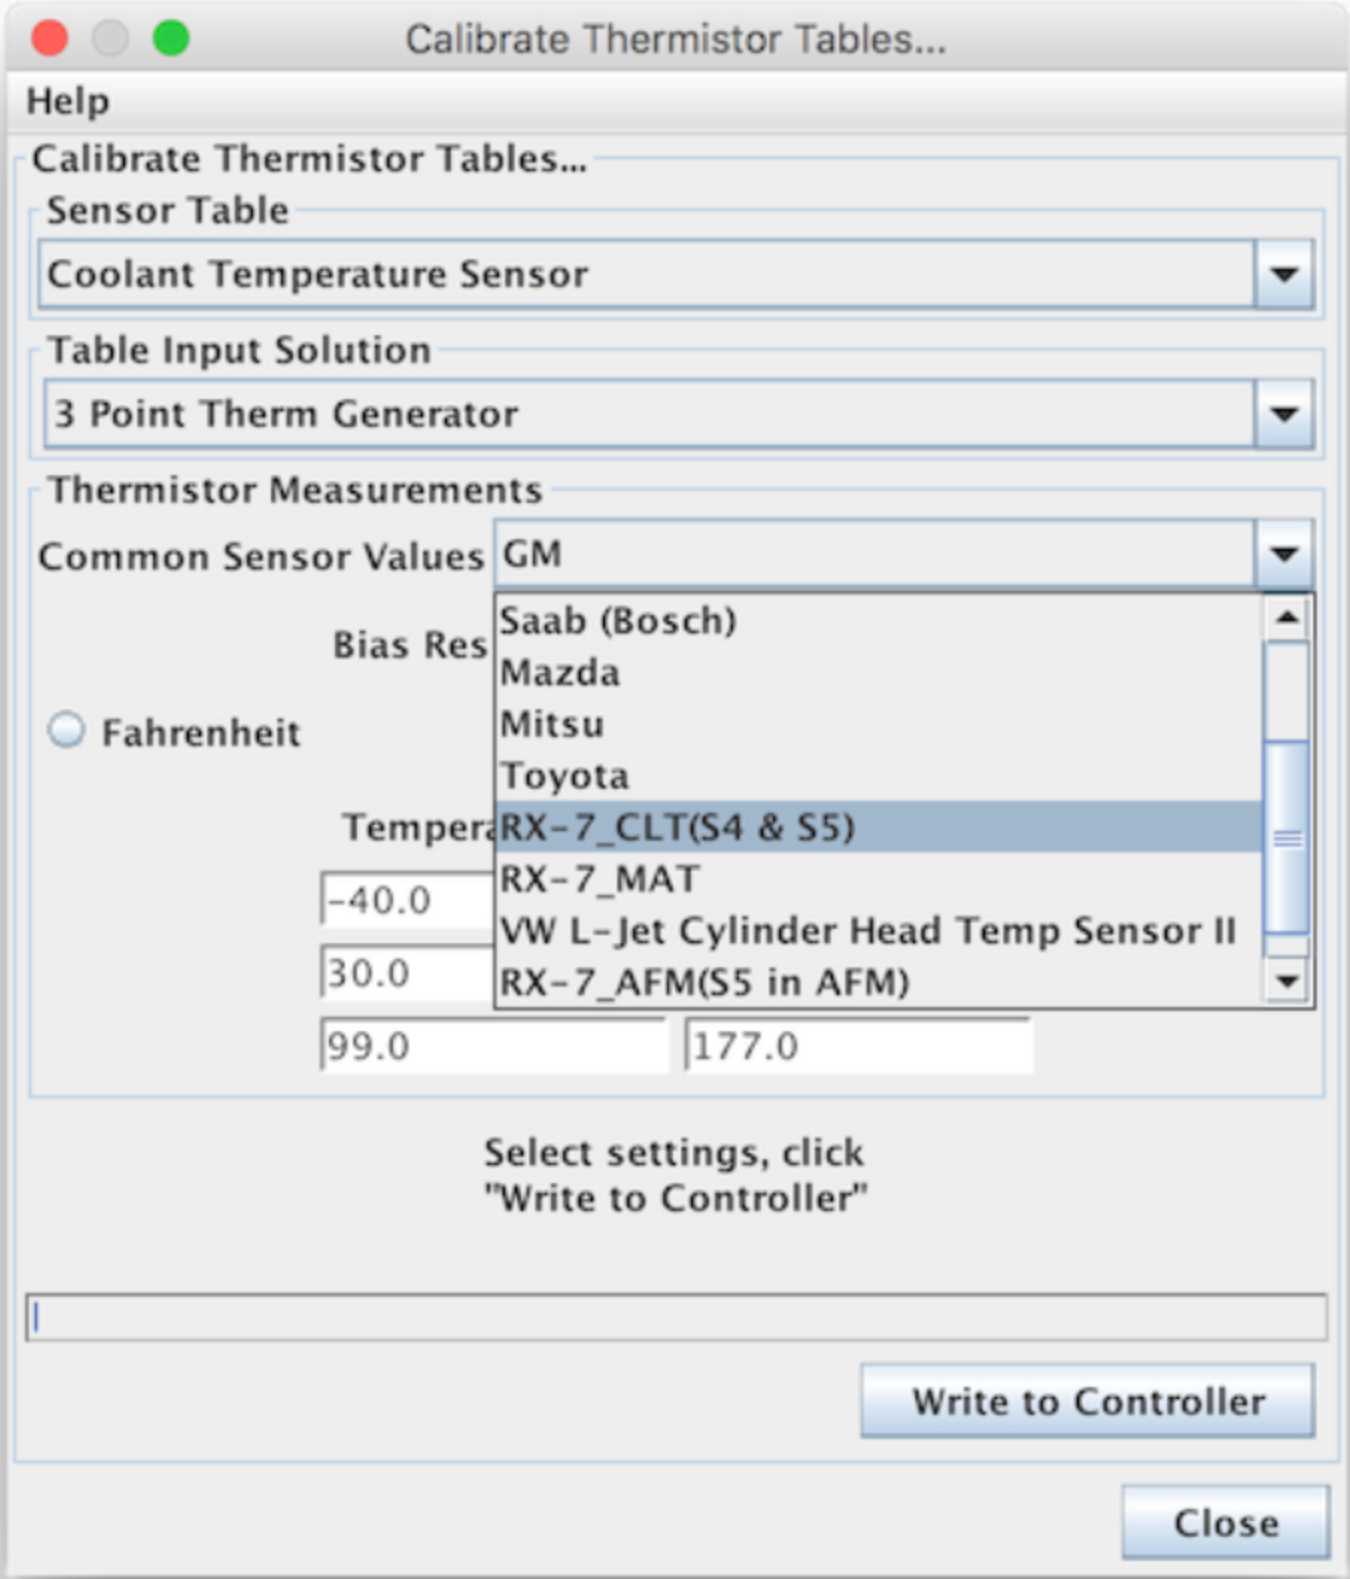 Calibrate Thermistor Tables...
Help
Calibrate Thermistor Tables...
Sensor Table
Coolant Temperature Sensor
Table Input Solution
3 Point Therm Generator
Thermistor Measurements
Common Sensor Values GM
Saab (Bosch)
Bias Res
Mazda
Mitsu
Fahrenheit
Toyota
Tempera
RX-7_CLT(S4 & S5)
RX-7_MAT
-40.0
VW L-Jet Cylinder Head Temp Sensor II
30.0
RX-7_AFM(S5 in AFM)
99.0 177.0
Select settings, click
"Write to Controller"
Write to Controller
Close